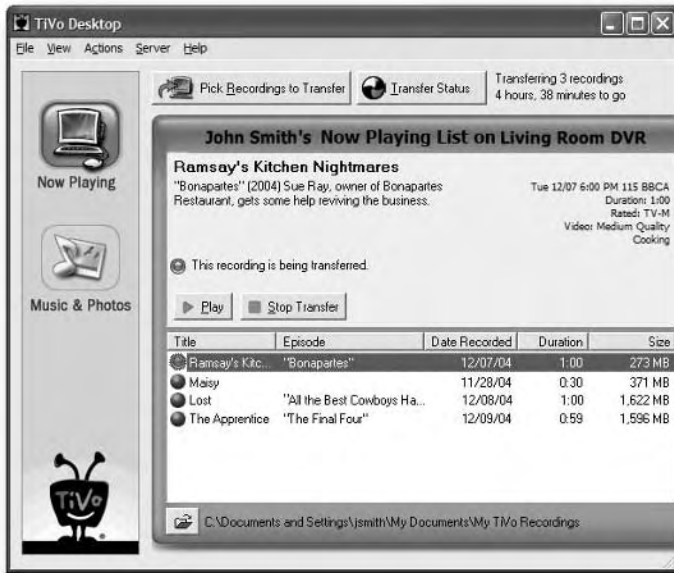 TiVo Desktop
File View Actions Server Help
Pick Recordings to Transfer
Transfer Status
Transferring 3 recordings
4 hours, 38 minutes to go
Now Playing
Music & Photos
TiVo
John Smith's Now Playing List on Living Room DVR
Ramsay's Kitchen Nightmares
"Bonapartes" (2004) Sue Ray, owner of Bonapartes
Restaurant, gets some help reviving the business.
Tue 12/07 6:00 PM 115 BBCA
Duration: 1:00
Rated: TV-M
Video: Medium Quality
Cooking
This recording is being transferred.
Play Stop Transfer
Title Episode Date Recorded Duration Size
Ramsay's Kitc... "Bonapartes" 12/07/04 1:00 273 MB
Maisy 11/28/04 0:30 371 MB
Lost "All the Best Cowboys Ha... 12/08/04 1:00 1,622 MB
The Apprentice "The Final Four" 12/09/04 0:59 1,596 MB
C:\Documents and Settings\jsmith\My Documents\My TiVo Recordings